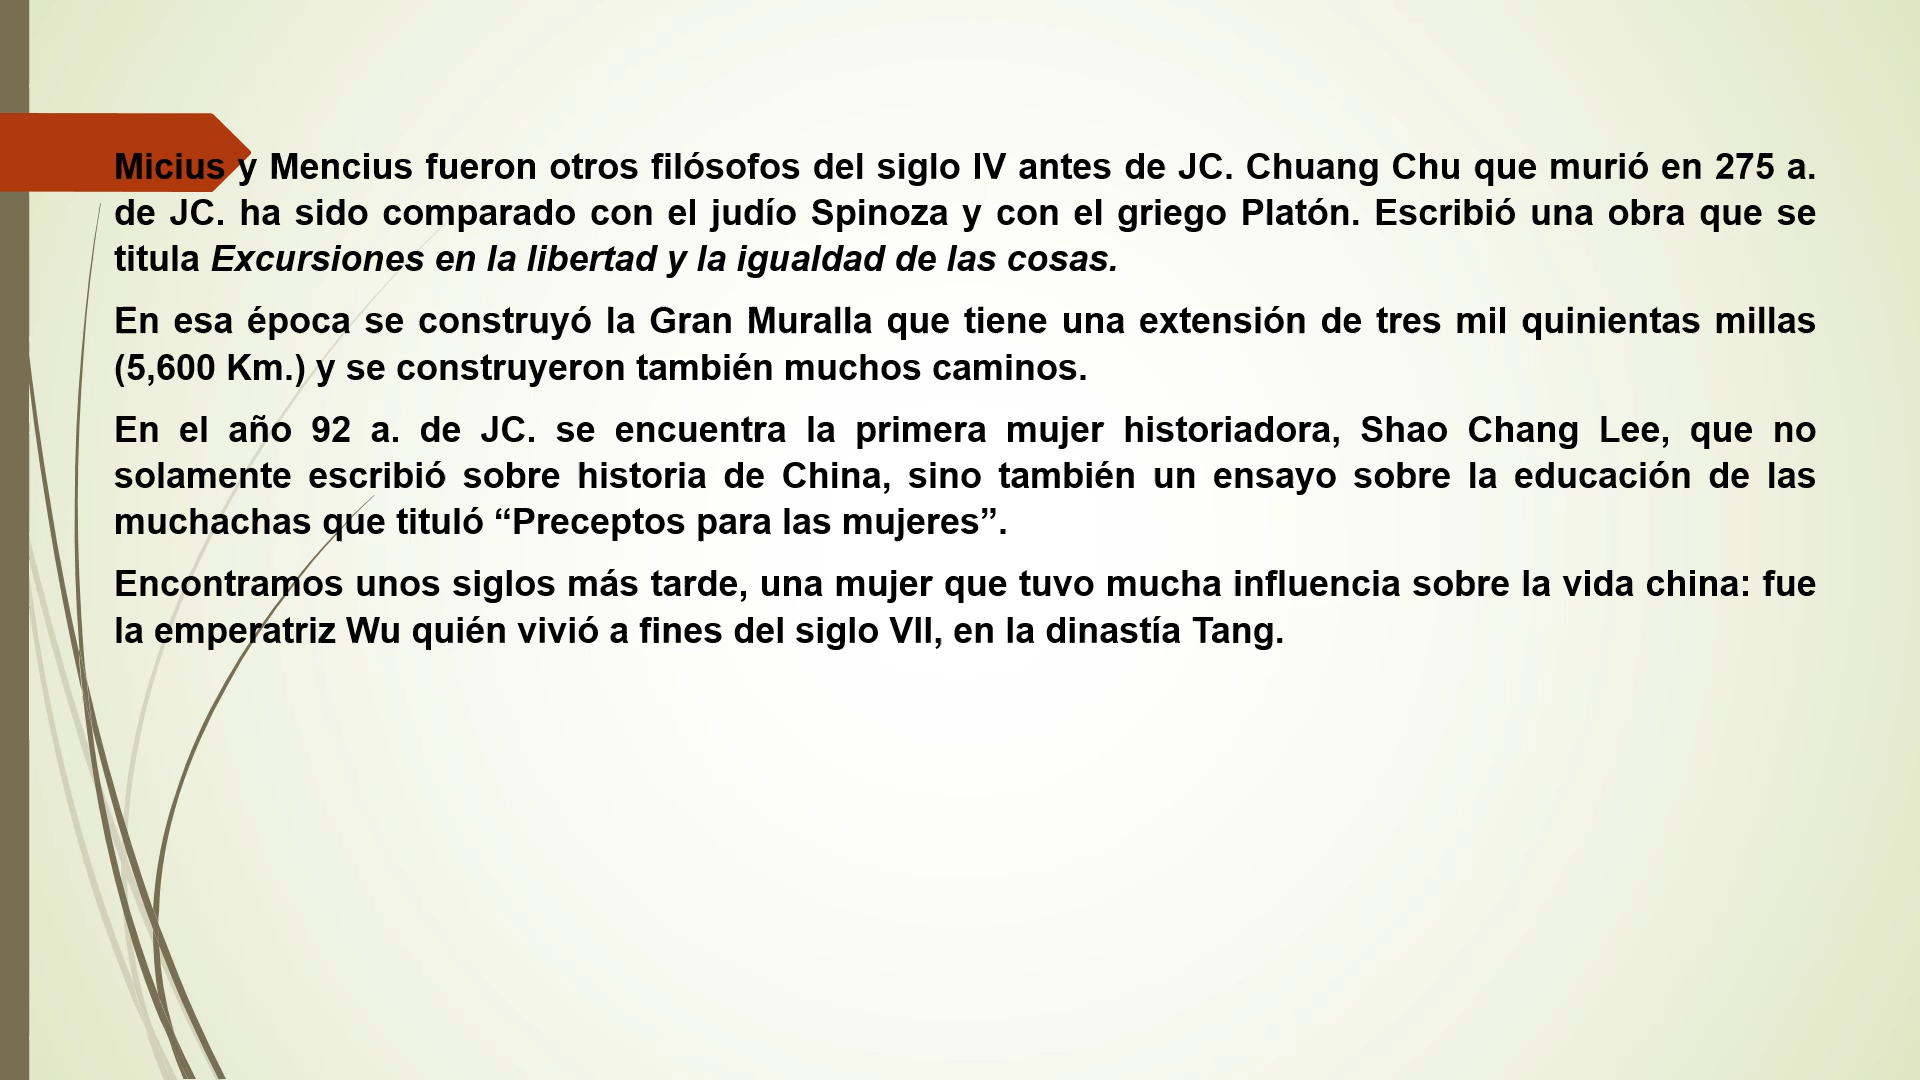 Micius y Mencius fueron otros filósofos del siglo IV antes de JC. Chuang Chu que murió en 275 a.
de JC. ha sido comparado con el judío Spinoza y con el griego Platón. Escribió una obra que se
titula Excursiones en la libertad y la igualdad de las cosas.
En esa época se construyó la Gran Muralla que tiene una extensión de tres mil quinientas millas
(5,600 Km.) y se construyeron también muchos caminos.
En el año 92 a. de JC. se encuentra la primera mujer historiadora, Shao Chang Lee, que no
solamente escribió sobre historia de China, sino también un ensayo sobre la educación de las
muchachas que tituló “Preceptos para las mujeres”.
Encontramos unos siglos más tarde, una mujer que tuvo mucha influencia sobre la vida china: fue
la emperatriz Wu quién vivió a fines del siglo VII, en la dinastía Tang.